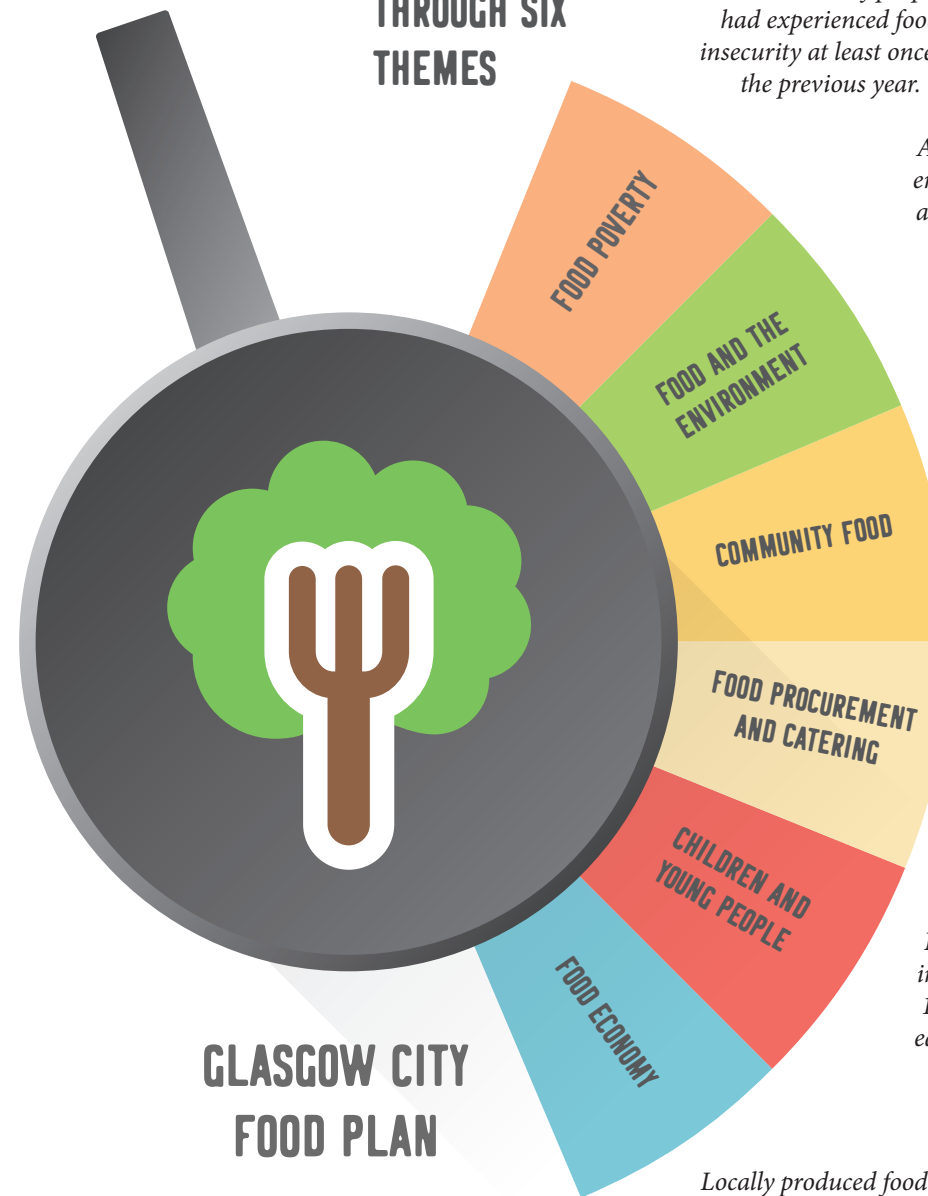 THROUGH SIX
THEMES
had experienced
insecurity at least once
the previous year.
FOOD POVERTY
FOOD AND THE
ENVIRONMENT
COMMUNITY FOOD
FOOD PROCUREMENT
AND CATERING
CHILDREN AND
YOUNG PEOPLE
FOOD ECONOMY
GLASGOW CITY
FOOD PLAN
Locally produced food